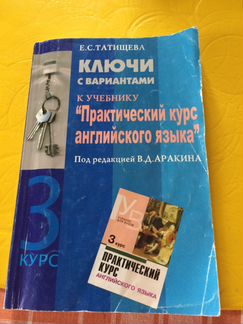 Е.С.ТАТИЩЕВА
КЛЮЧИ
С ВАРИАНТАМИ
К УЧЕБНИКУ
"Практический курс
английского языка"
Под редакцией В.Д.АРАКИНА
3
КУРС
3 курс
ПРАКТИЧЕСКИЙ
КУРС
АНГЛИЙСКОГО ЯЗЫКА